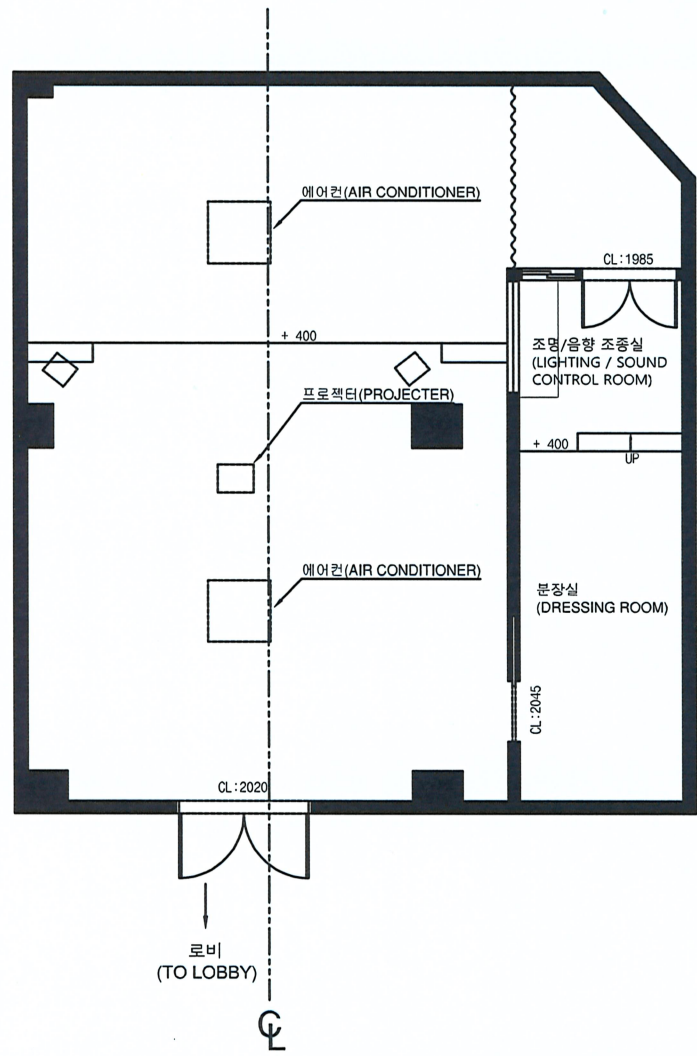 에어컨(AIR CONDITIONER)
CL:1985
+ 400
조명/음향 조종실
(LIGHTING / SOUND
CONTROL ROOM)
프로젝터(PROJECTER)
+ 400
UP
에어컨(AIR CONDITIONER)
분장실
(DRESSING ROOM)
CL:2045
CL:2020
로비
(TO LOBBY)
CL